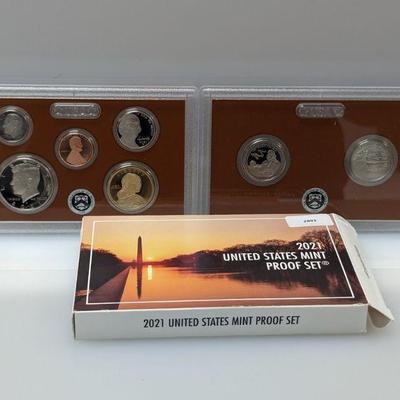 2021
UNITED STATES MINT
PROOF SET®
2021 UNITED STATES MINT PROOF SET